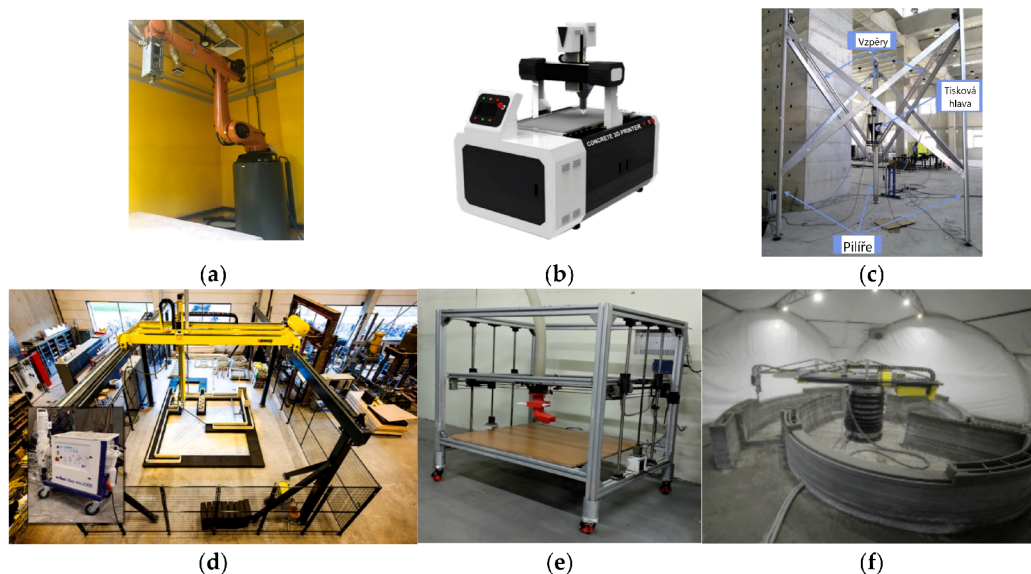 CONCRETE 3D PRINTER
Vzpěry
Tisková
hlava
Pilíře
(a)
(b)
(c)
(d)
(e)
(f)